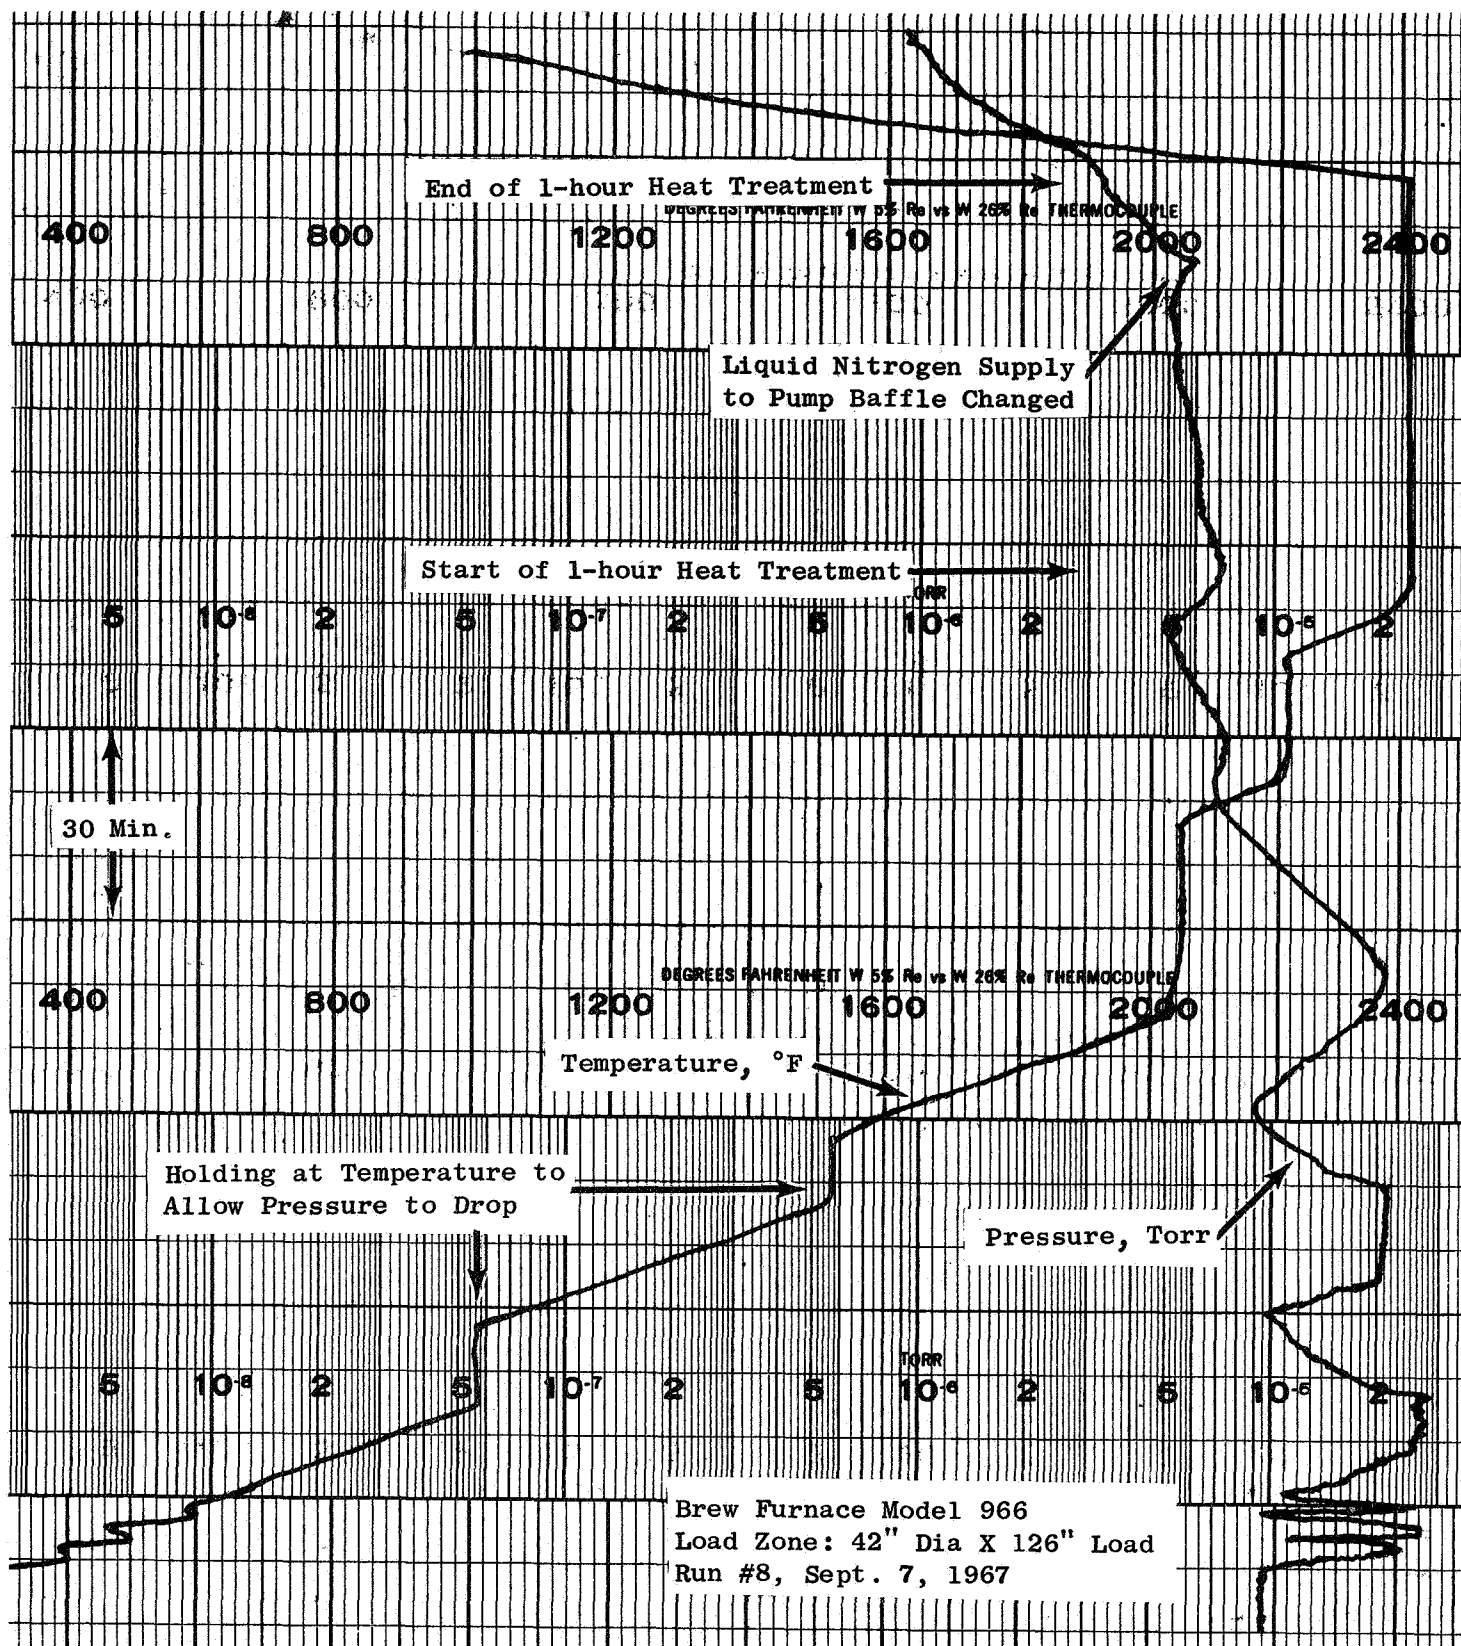 End of 1-hour Heat Treatment
DEGREES FAHRENHEIT W 5% Re vs W 26% Re THERMOCOUPLE
400 800 1200 1600 2000 2400
Liquid Nitrogen Supply
to Pump Baffle Changed
Start of 1-hour Heat Treatment
ORR
5 10-8 2 5 10-7 2 5 10-6 2 5 10-5 2
30 Min.
DEGREES FAHRENHEIT W 5% Re vs W 26% Re THERMOCOUPLE
400 800 1200 1600 2000 2400
Temperature, °F
Holding at Temperature to
Allow Pressure to Drop
Pressure, Torr
TORR
5 10-8 2 5 10-7 2 5 10-6 2 5 10-5 2
Brew Furnace Model 966
Load Zone: 42" Dia X 126" Load
Run #8, Sept. 7, 1967